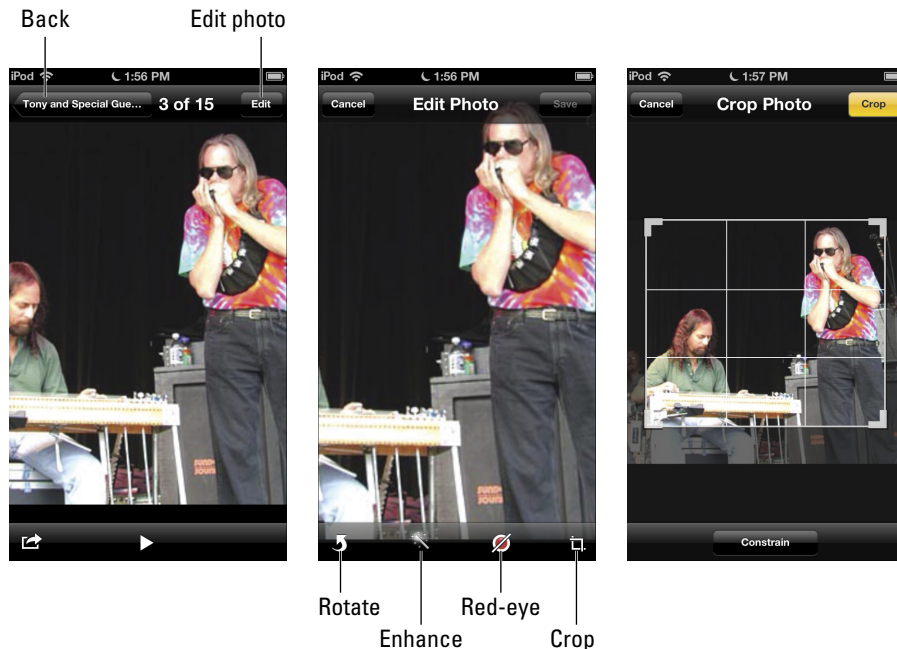 Back Edit photo
iPod 1:56 PM
Tony and Special Gue... 3 of 15 Edit
iPod 1:56 PM
Cancel Edit Photo Save
iPod 1:57 PM
Cancel Crop Photo Crop
Constrain
Rotate Red-eye
Enhance Crop